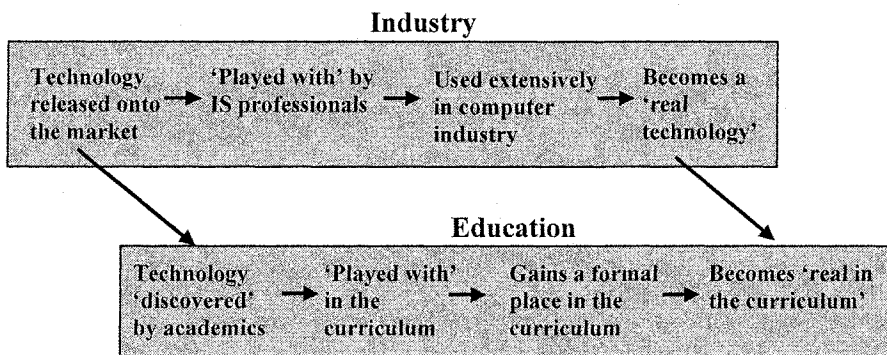 Industry
Technology
released onto
the market
'Played with' by
IS professionals
Used extensively
in computer
industry
Becomes a
'real
technology'
Education
Technology
'discovered'
by academics
'Played with'
in the
curriculum
Gains a formal
place in the
curriculum
Becomes 'real in
the curriculum'